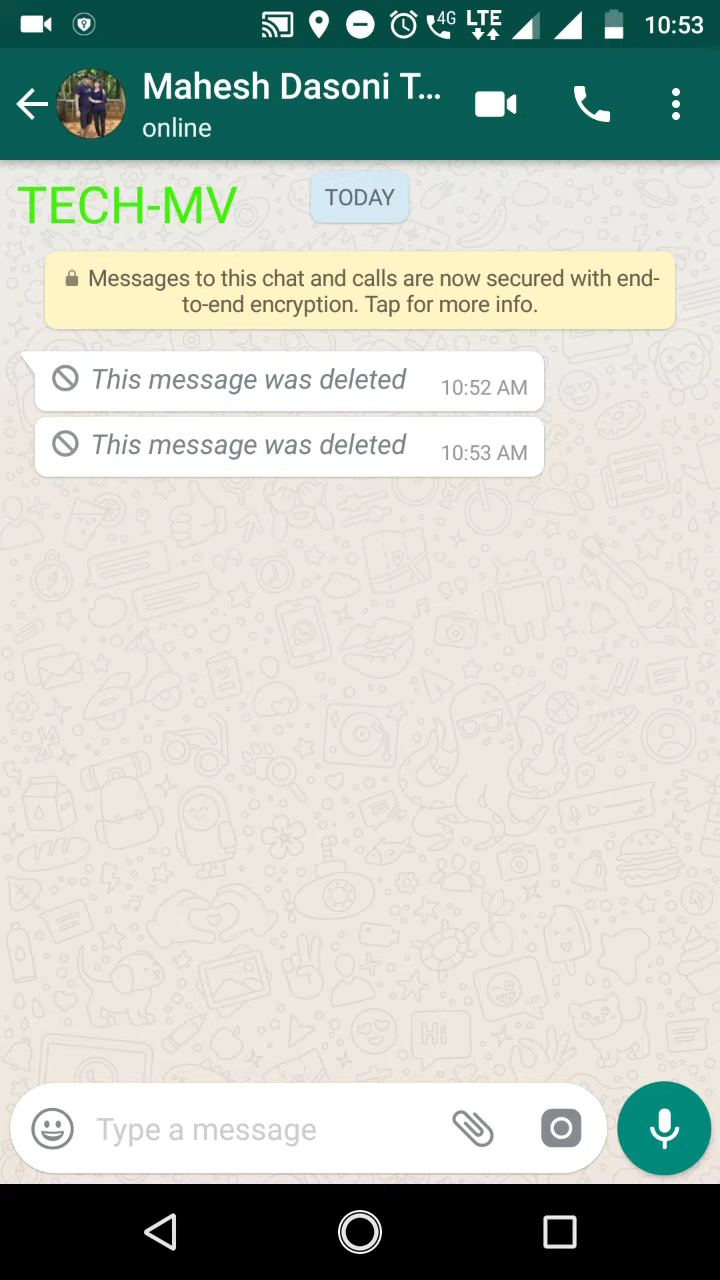 4G LTE 10:53
Mahesh Dasoni T...
online
TECH-MV
TODAY
Messages to this chat and calls are now secured with end-
to-end encryption. Tap for more info.
This message was deleted 10:52 AM
This message was deleted 10:53 AM
Hi
Type a message